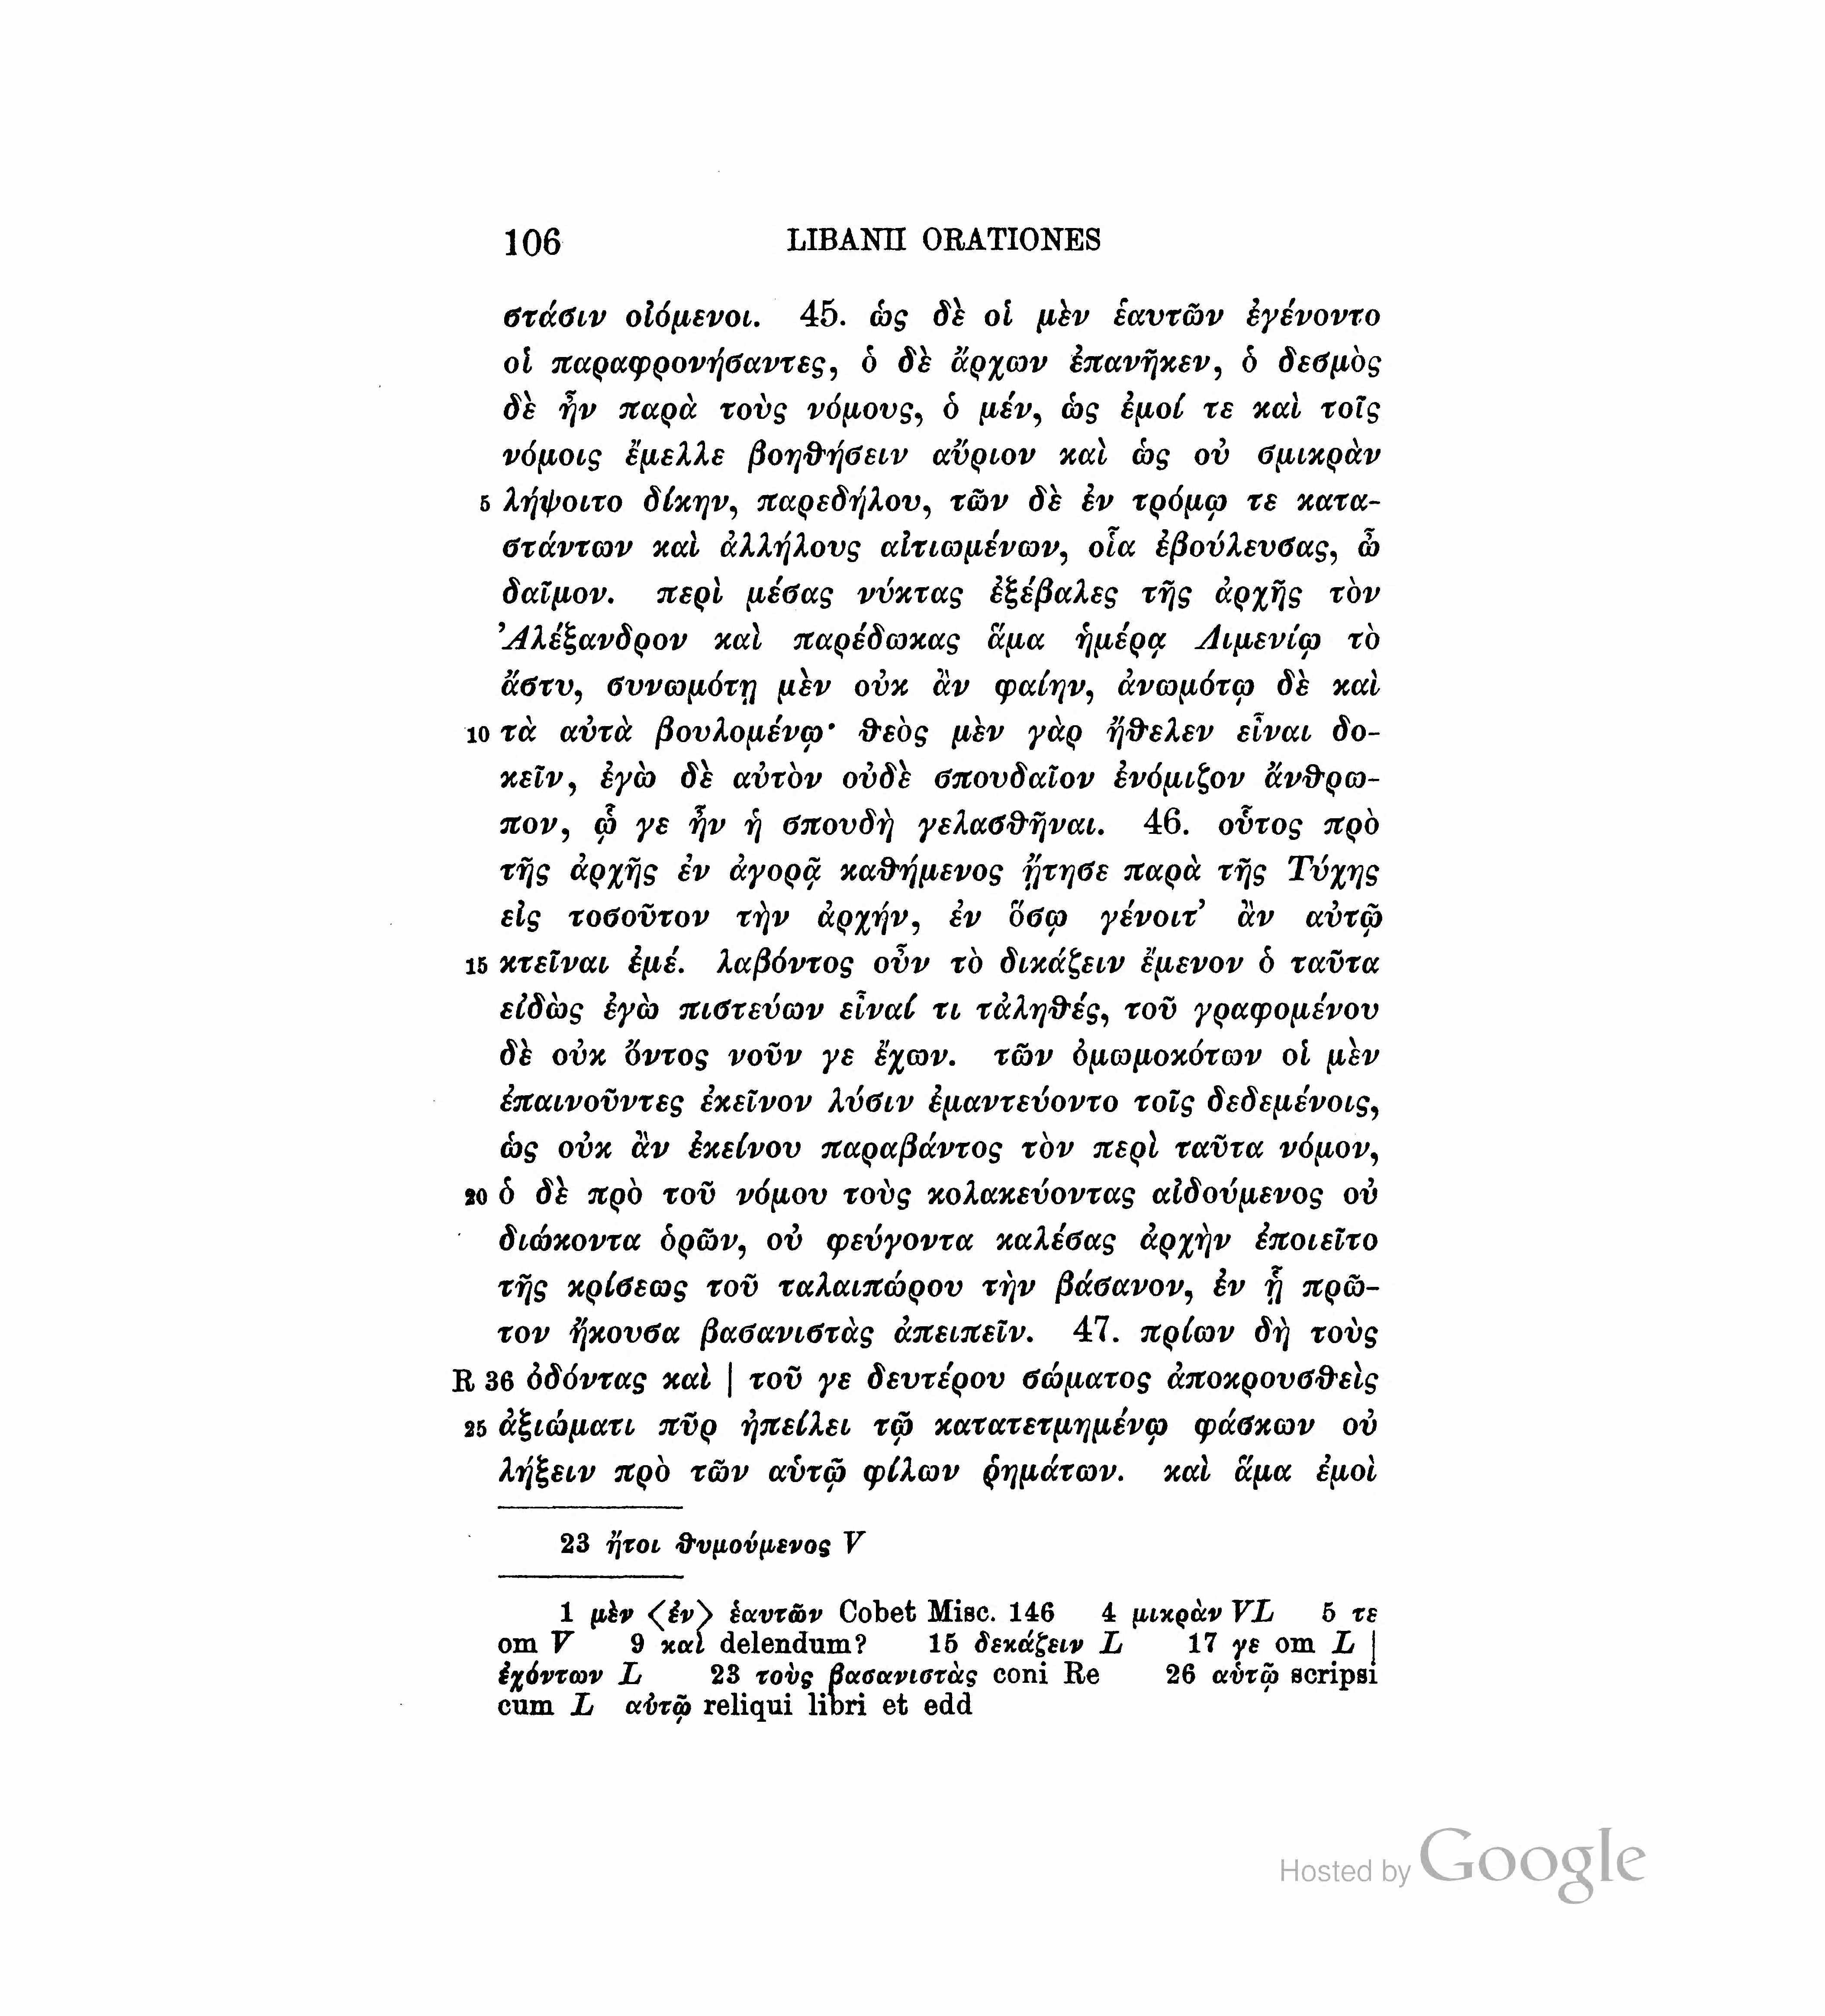 106 LIBANII ORATIONES
στάσιν οἰόμενοι. 45. ὡς δὲ οἱ μὲν ἑαυτῶν ἐγένοντο
οἱ παραφρονήσαντες, ὁ δὲ ἄρχων ἐπανῆκεν, ὁ δεσμὸς
δὲ ἦν παρὰ τοὺς νόμους, ὁ μέν, ὡς ἐμοί τε καὶ τοῖς
νόμοις ἔμελλε βοηθήσειν αὔριον καὶ ὡς οὐ σμικρὰν
5 λήψοιτο δίκην, παρεδήλου, τῶν δὲ ἐν τρόμῳ τε κατα-
στάντων καὶ ἀλλήλους αἰτιωμένων, οἷα ἐβούλευσας, ὦ
δαῖμον. περὶ μέσας νύκτας ἐξέβαλες τῆς ἀρχῆς τὸν
Ἀλέξανδρον καὶ παρέδωκας ἅμα ἡμέρᾳ Λιμενίῳ τὸ
ἄστυ, συνωμότῃ μὲν οὐκ ἂν φαίην, ἀνωμότῳ δὲ καὶ
10 τὰ αὐτὰ βουλομένῳ· θεὸς μὲν γὰρ ἤθελεν εἶναι δο-
κεῖν, ἐγὼ δὲ αὐτὸν οὐδὲ σπουδαῖον ἐνόμιζον ἄνθρω-
πον, ᾧ γε ἦν ἡ σπουδὴ γελασθῆναι. 46. οὗτος πρὸ
τῆς ἀρχῆς ἐν ἀγορᾷ καθήμενος ᾔτησε παρὰ τῆς Τύχης
εἰς τοσοῦτον τὴν ἀρχήν, ἐν ὅσῳ γένοιτ’ ἂν αὐτῷ
15 κτεῖναι ἐμέ. λαβόντος οὖν τὸ δικάζειν ἔμενον ὁ ταῦτα
εἰδὼς ἐγὼ πιστεύων εἶναί τι τἀληθές, τοῦ γραφομένου
δὲ οὐκ ὄντος νοῦν γε ἔχων. τῶν ὀμωμοκότων οἱ μὲν
ἐπαινοῦντες ἐκεῖνον λύσιν ἐμαντεύοντο τοῖς δεδεμένοις,
ὡς οὐκ ἂν ἐκείνου παραβάντος τὸν περὶ ταῦτα νόμον,
20 ὁ δὲ πρὸ τοῦ νόμου τοὺς κολακεύοντας αἰδούμενος οὐ
διώκοντα ὁρῶν, οὐ φεύγοντα καλέσας ἀρχὴν ἐποιεῖτο
τῆς κρίσεως τοῦ ταλαιπώρου τὴν βάσανον, ἐν ᾗ πρῶ-
τον ἤκουσα βασανιστὰς ἀπειπεῖν. 47. πρίων δὴ τοὺς
R 36 ὀδόντας καὶ | τοῦ γε δευτέρου σώματος ἀποκρουσθεὶς
25 ἀξιώματι πῦρ ἠπείλει τῷ κατατετμημένῳ φάσκων οὐ
λήξειν πρὸ τῶν αὑτῷ φίλων ῥημάτων. καὶ ἅμα ἐμοὶ
23 ἤτοι θυμούμενος V
1 μὲν <ἐν> ἑαυτῶν Cobet Misc. 146 4 μικρὰν VL 5 τε
om V 9 καὶ delendum? 15 δεκάζειν L 17 γε om L |
ἐχόντων L 23 τοὺς βασανιστὰς coni Re 26 αὑτῷ scripsi
cum L αὐτῷ reliqui libri et edd
Hosted by Google